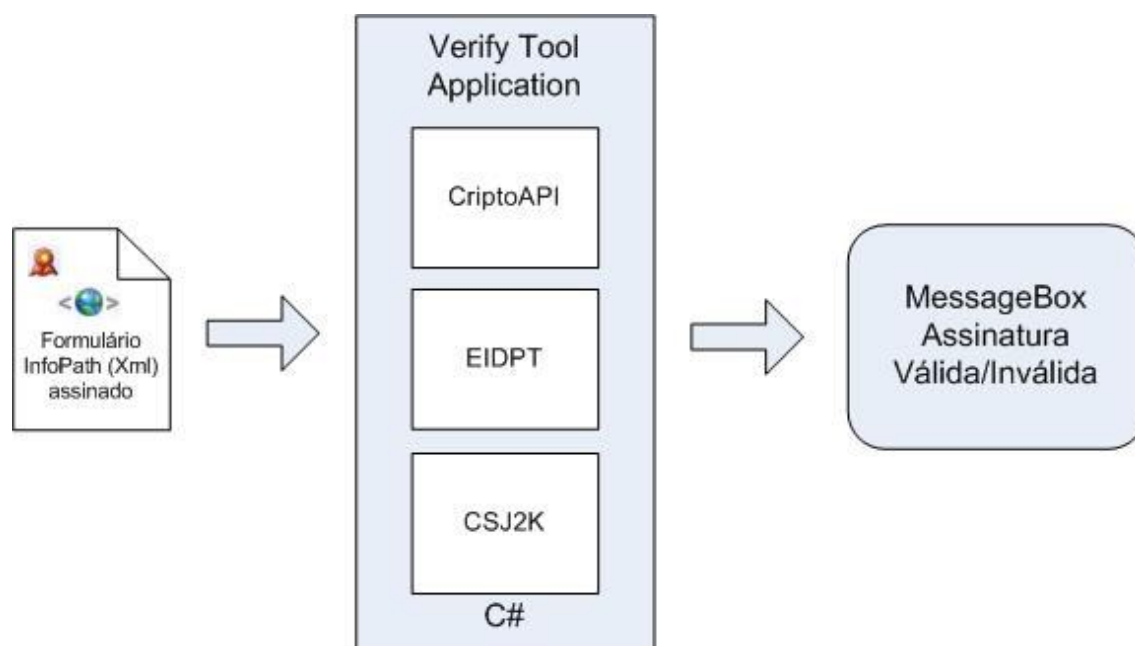 Verify Tool
Application
CriptoAPI
EIDPT
CSJ2K
C#
Formulário
InfoPath (Xml)
assinado
MessageBox
Assinatura
Válida/Inválida